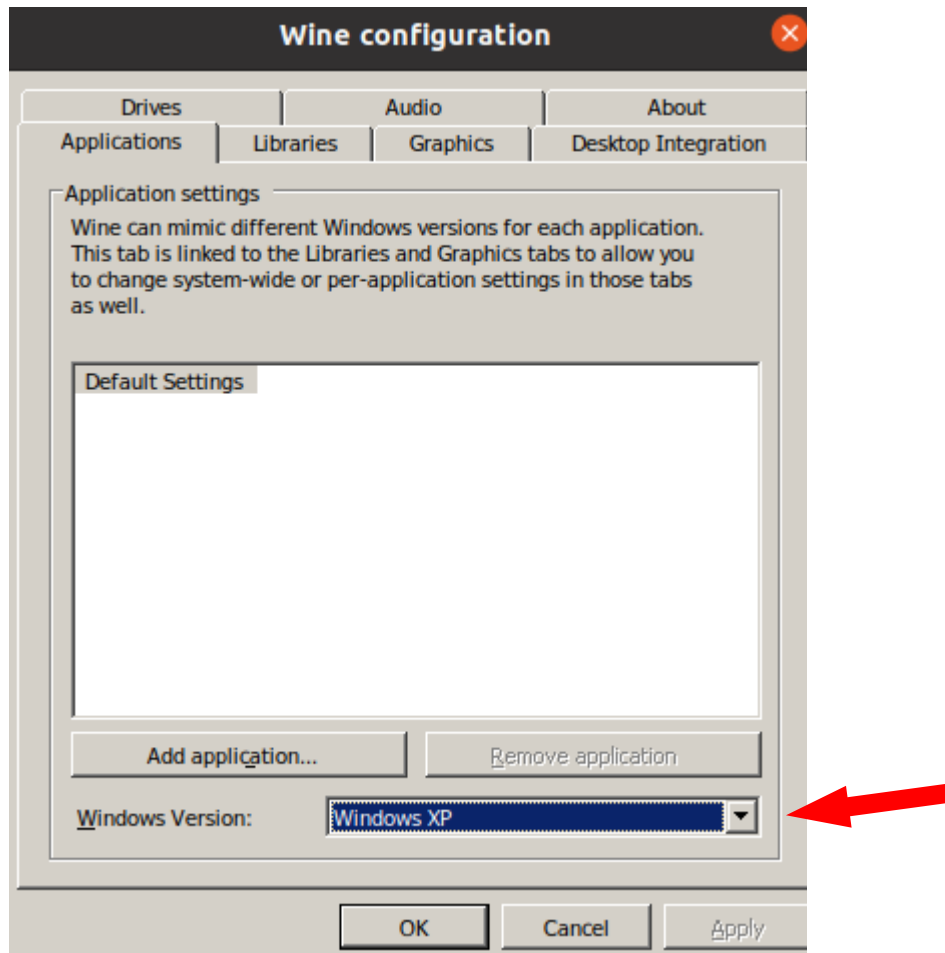 Wine configuration
Drives Audio About
Applications Libraries Graphics Desktop Integration
Application settings
Wine can mimic different Windows versions for each application.
This tab is linked to the Libraries and Graphics tabs to allow you
to change system-wide or per-application settings in those tabs
as well.
Default Settings
Add application... Remove application
Windows Version: Windows XP
OK Cancel Apply